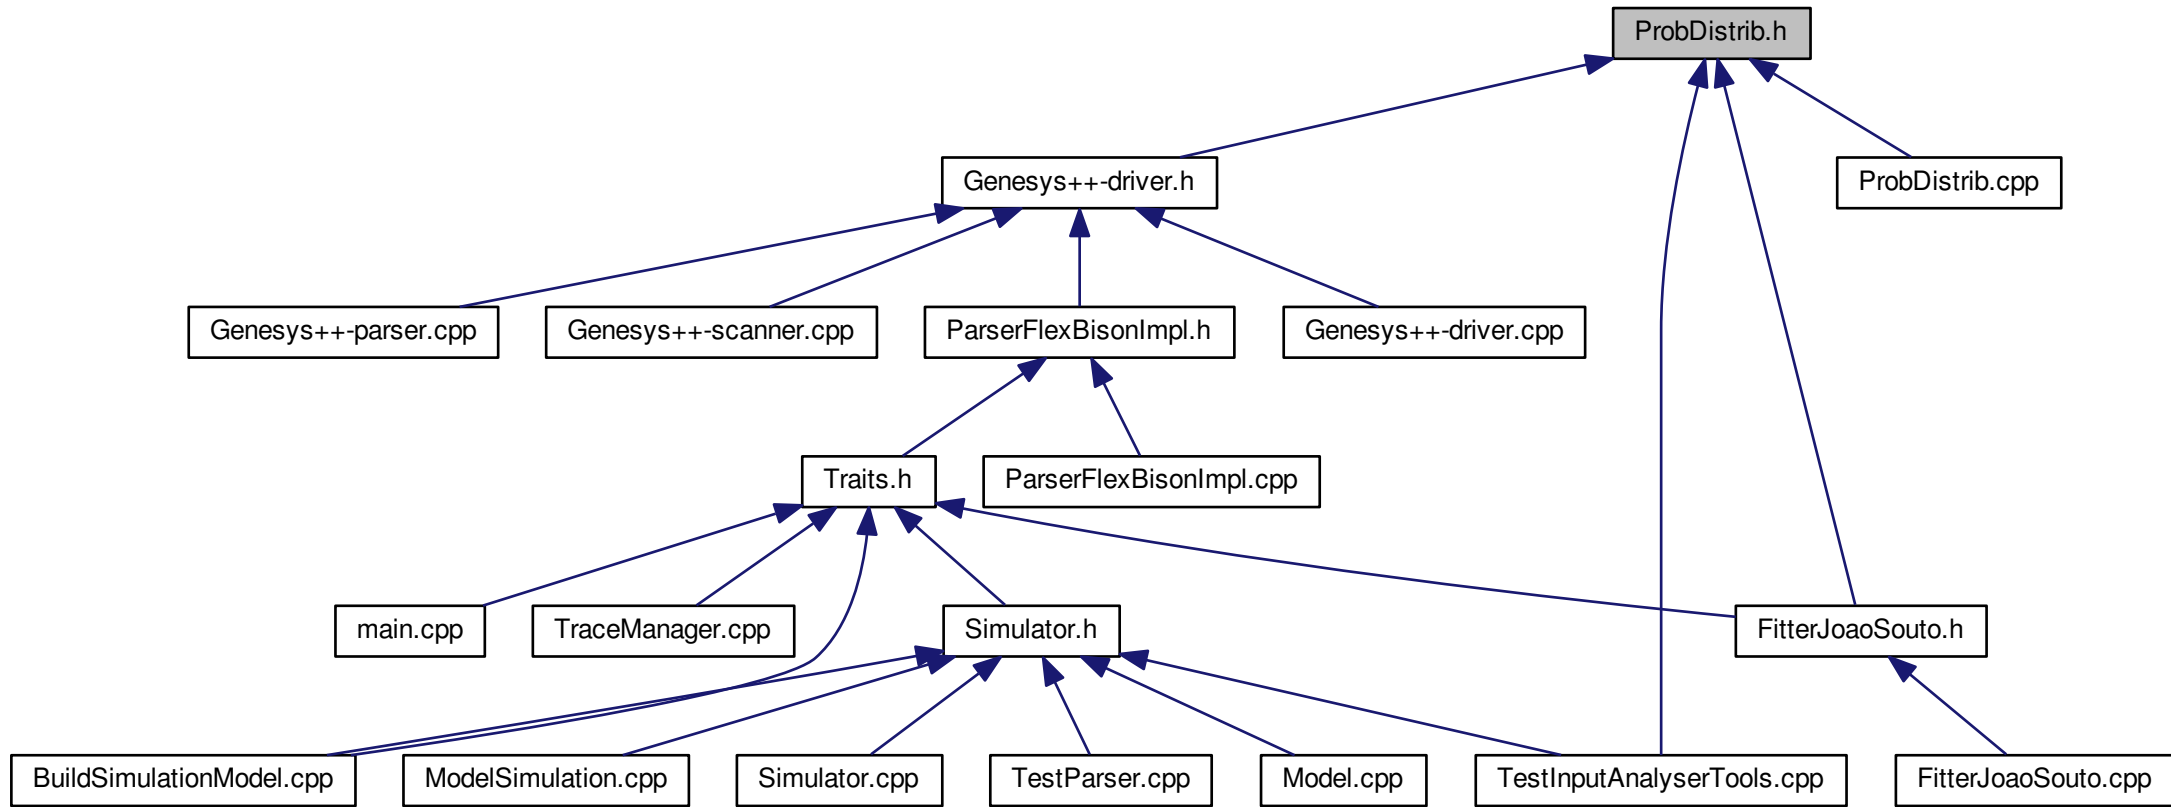 ProbDistrib.h
Genesys++-driver.h
ProbDistrib.cpp
Genesys++-parser.cpp
Genesys++-scanner.cpp
ParserFlexBisonImpl.h
Genesys++-driver.cpp
Traits.h
ParserFlexBisonImpl.cpp
main.cpp
TraceManager.cpp
Simulator.h
FitterJoaoSouto.h
BuildSimulationModel.cpp
ModelSimulation.cpp
Simulator.cpp
TestParser.cpp
Model.cpp
TestInputAnalyserTools.cpp
FitterJoaoSouto.cpp